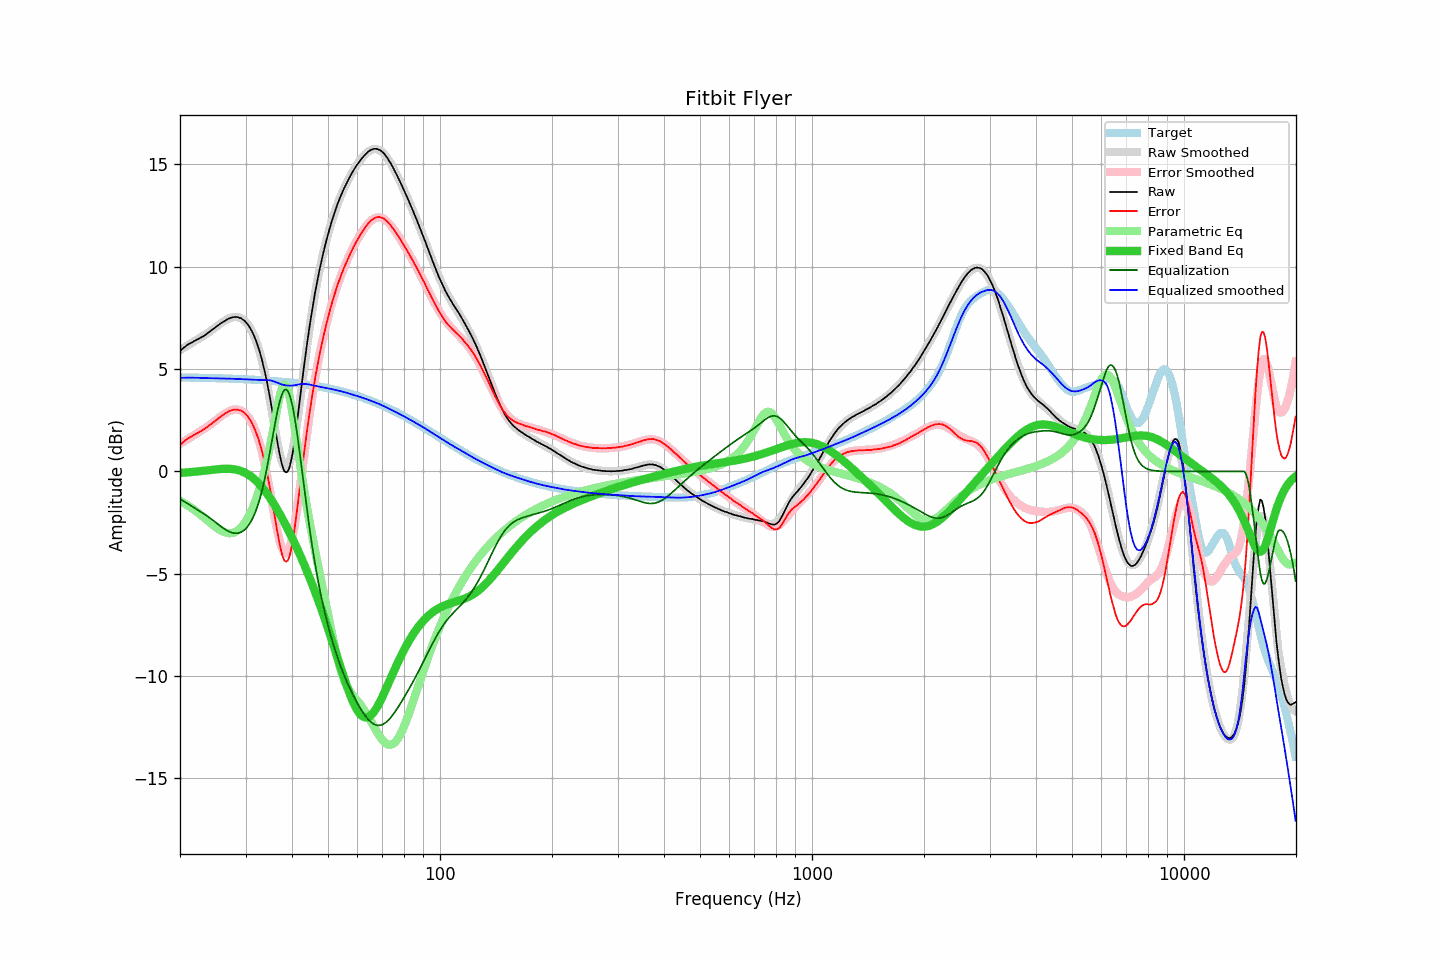 Fitbit Flyer
Target
Raw Smoothed
Error Smoothed
Raw
Error
Parametric Eq
Fixed Band Eq
Equalization
Equalized smoothed
Amplitude (dBr)
15
10
5
0
−5
−10
−15
100
1000
10000
Frequency (Hz)